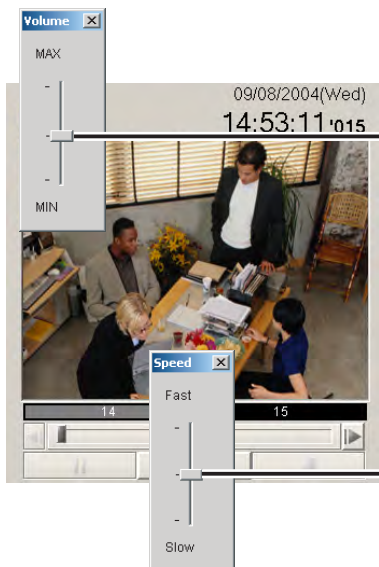 Volume
MAX
MIN
09/08/2004(Wed)
14:53:11'015
14
15
Speed
Fast
Slow